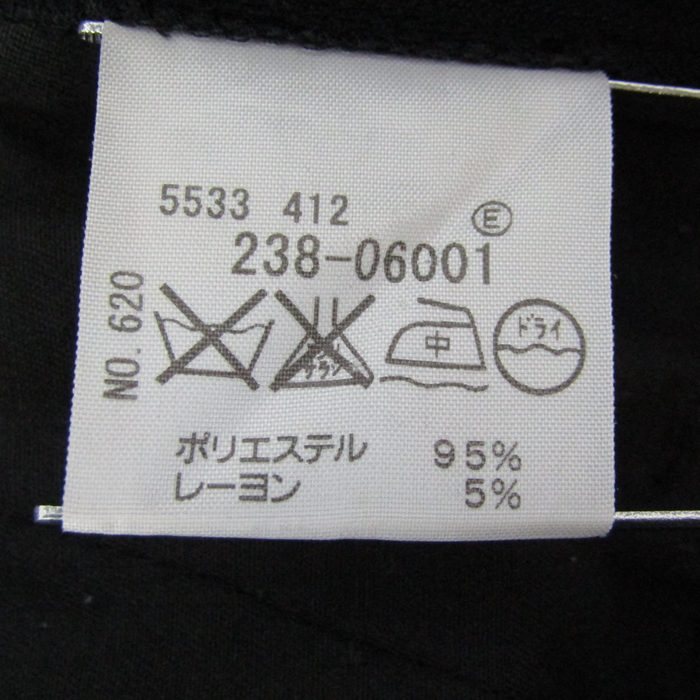 5533 412
E
238-06001
NO. 620
中
ドライ
ポリエステル 95%
レーヨン 5%